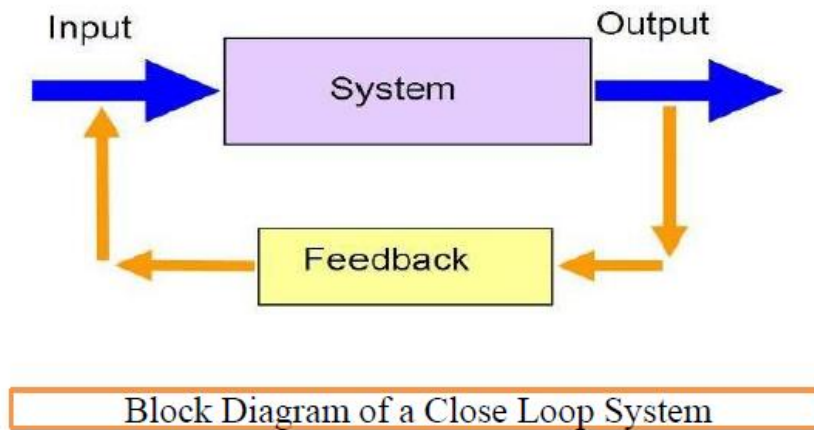 Input
Output
System
Feedback
Block Diagram of a Close Loop System